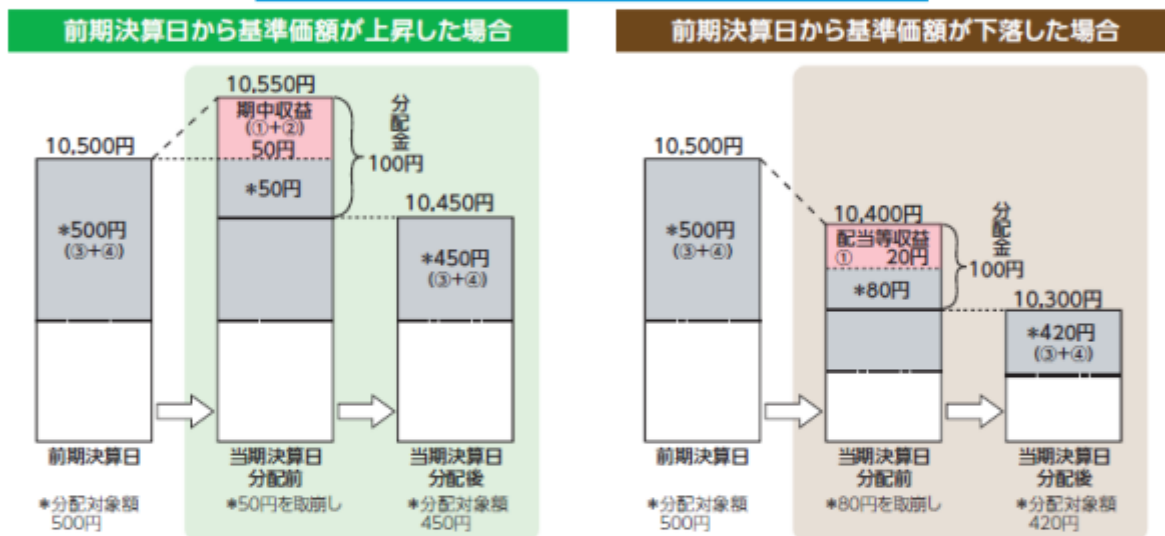 前期決算日から基準価額が上昇した場合
10,550円
期中収益
(①+②)
50円
分配金
100円
10,500円
*50円
10,450円
*500円
(③+④)
*450円
(③+④)
前期決算日
当期決算日
分配前
当期決算日
分配後
*分配対象額
500円
*50円を取崩し
*分配対象額
450円
前期決算日から基準価額が下落した場合
10,500円
10,400円
配当等収益
① 20円
分配金
100円
*80円
10,300円
*500円
(③+④)
*420円
(③+④)
前期決算日
当期決算日
分配前
当期決算日
分配後
*分配対象額
500円
*80円を取崩し
*分配対象額
420円